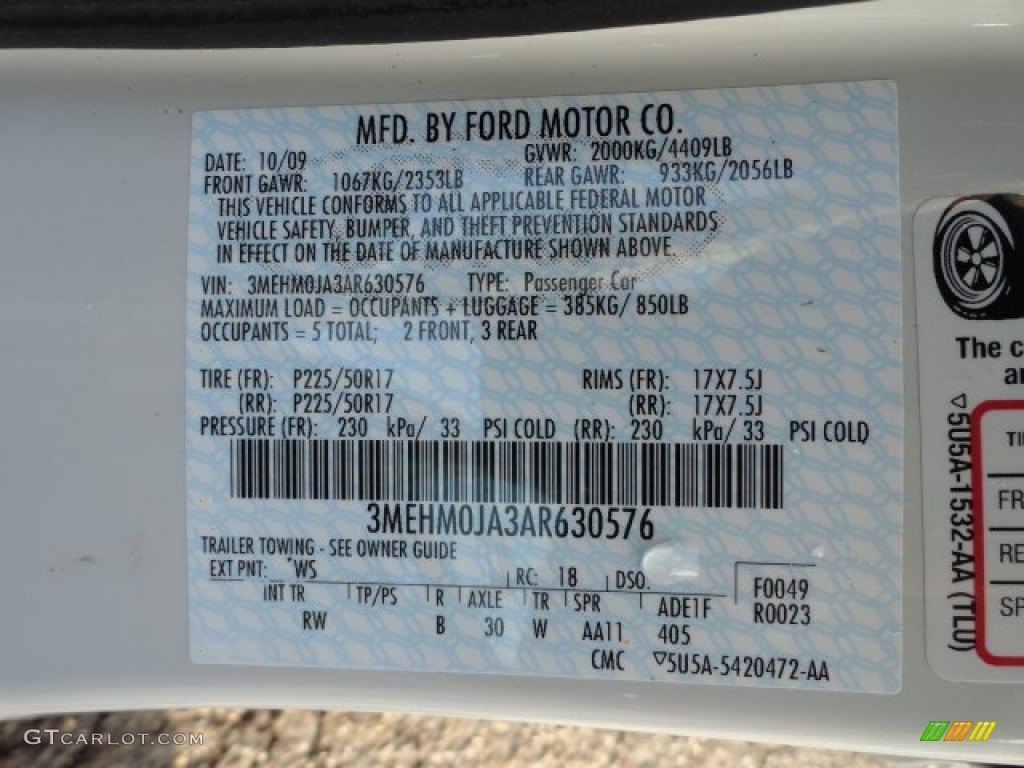 MFD. BY FORD MOTOR CO.
DATE: 10/09 GVWR: 2000KG/4409LB
FRONT GAWR: 1067KG/2353LB REAR GAWR: 933KG/2056LB
THIS VEHICLE CONFORMS TO ALL APPLICABLE FEDERAL MOTOR
VEHICLE SAFETY, BUMPER, AND THEFT PREVENTION STANDARDS
IN EFFECT ON THE DATE OF MANUFACTURE SHOWN ABOVE.
VIN: 3MEHM0JA3AR630576 TYPE: Passenger Car
MAXIMUM LOAD = OCCUPANTS + LUGGAGE = 385KG/ 850LB
OCCUPANTS = 5 TOTAL; 2 FRONT, 3 REAR
TIRE (FR): P225/50R17 RIMS (FR): 17X7.5J
(RR): P225/50R17 (RR): 17X7.5J
PRESSURE (FR): 230 kPa/ 33 PSI COLD (RR): 230 kPa/ 33 PSI COLD
3MEHM0JA3AR630576
TRAILER TOWING - SEE OWNER GUIDE
EXT PNT: *WS RC: 18 DSO.
F0049
INT TR TP/PS R AXLE TR SPR ADE1F R0023
RW B 30 W AA11 405
CMC ▽5U5A-5420472-AA
The c
an
▽5U5A-1532-AA (TLU)
TI
FR
RE
SP
GTCARLOT.COM